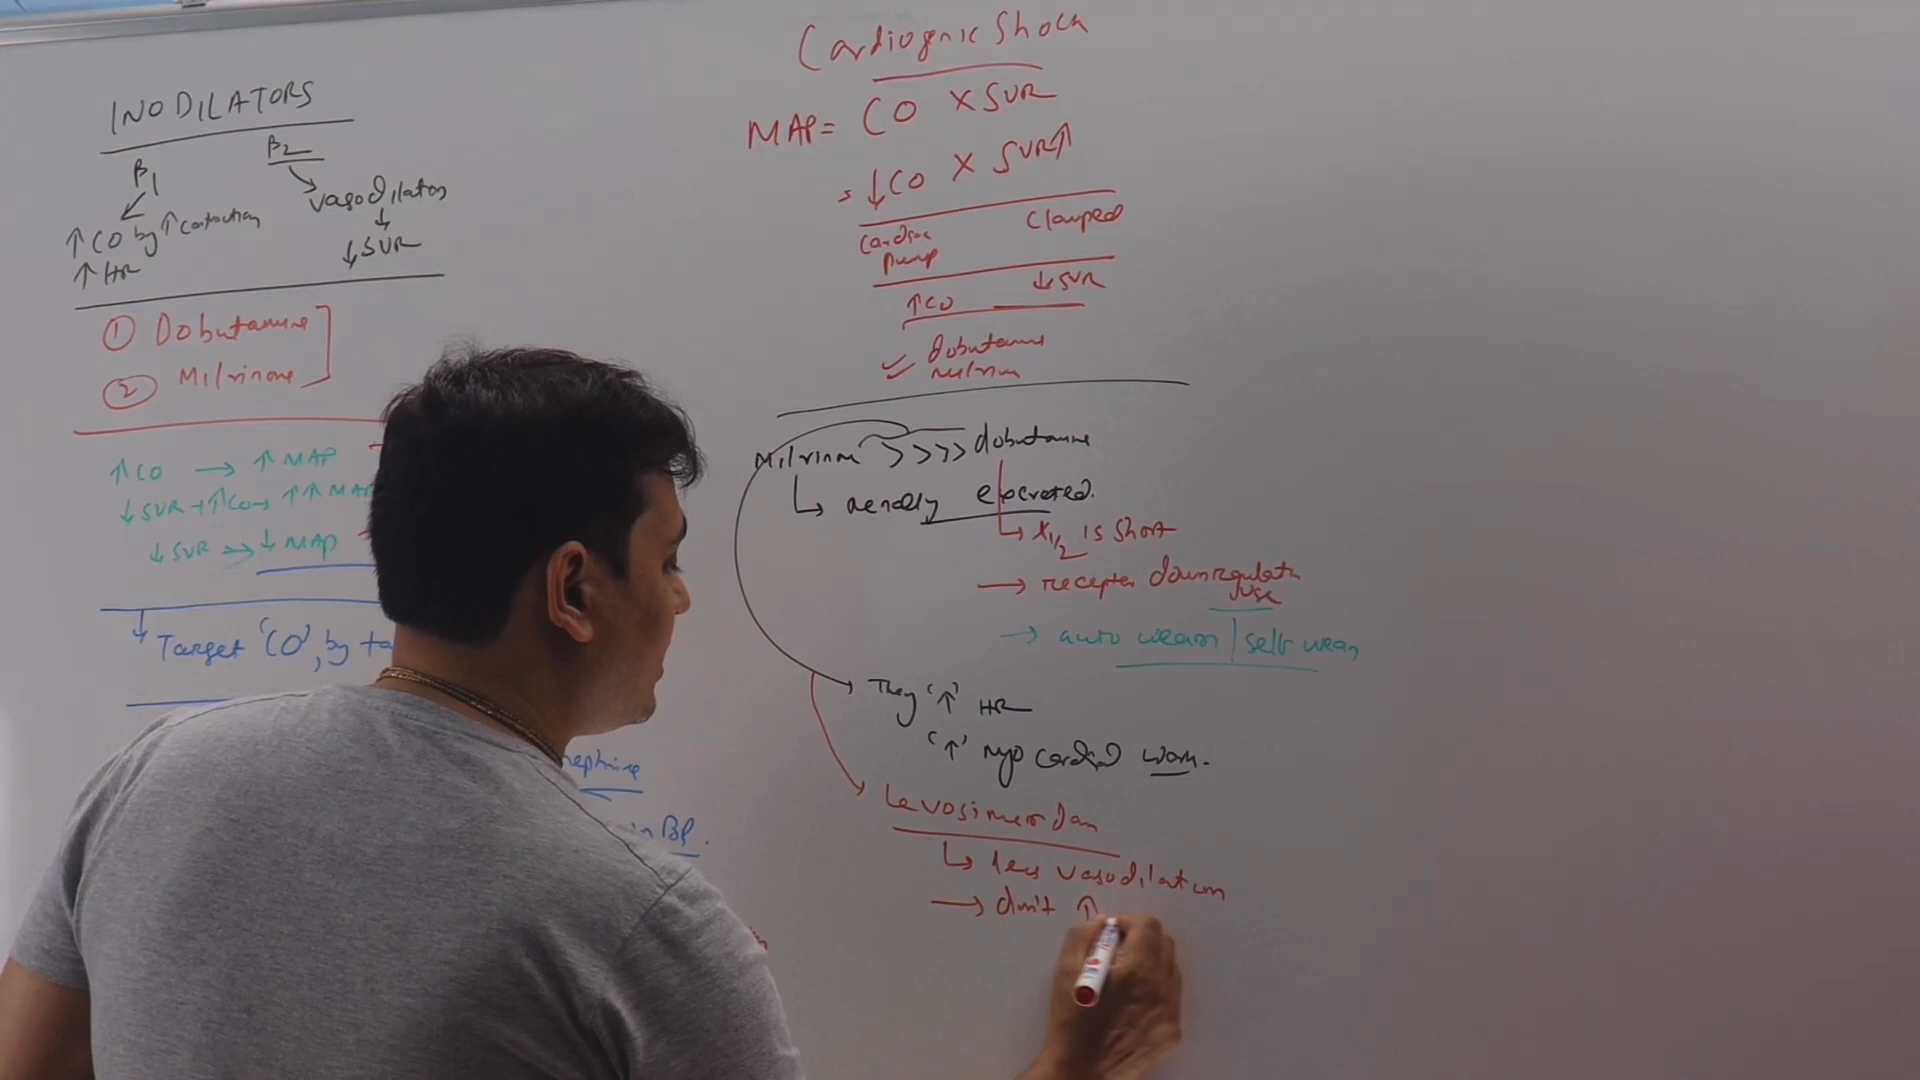 INODILATORS
β1
β2
↑ CO by ↑ contraction
↑ HR
vasodilation
↓
↓ SVR
① Dobutamine
② Milrinone
↑ CO → ↑ MAP
↓ SVR + ↑ CO → ↑↑ MAP
↓ SVR → ↓ MAP
Target 'CO', by ta
in BP.
Cardiogenic Shock
MAP = CO X SVR
↓ CO X SVR ↑
Cardiac pump
Clamped
↑ CO
↓ SVR
dobutamine
Milrinone >>>> dobutamine
↳ renally excreted.
↳ t1/2 is short
→ receptor downregulation
→ auto wean / self wean
→ They '↑' HR
'↑' myocardial work.
Levosimendan
↳ less vasodilation
→ don't ↑